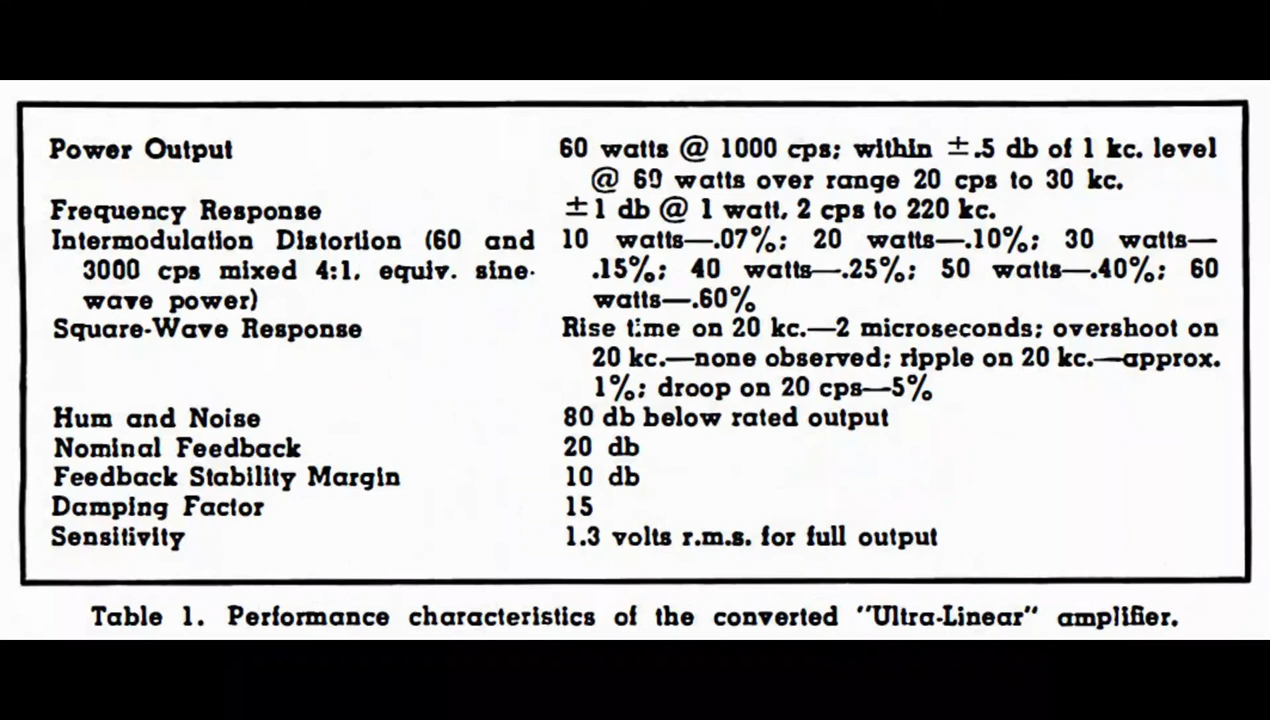 Power Output 60 watts @ 1000 cps; within ±.5 db of 1 kc. level
@ 60 watts over range 20 cps to 30 kc.
Frequency Response ±1 db @ 1 watt, 2 cps to 220 kc.
Intermodulation Distortion (60 and 10 watts—.07%; 20 watts—.10%; 30 watts—
3000 cps mixed 4:1, equiv. sine- .15%; 40 watts—.25%; 50 watts—.40%; 60
wave power) watts—.60%
Square-Wave Response Rise time on 20 kc.—2 microseconds; overshoot on
20 kc.—none observed; ripple on 20 kc.—approx.
1%; droop on 20 cps—5%
Hum and Noise 80 db below rated output
Nominal Feedback 20 db
Feedback Stability Margin 10 db
Damping Factor 15
Sensitivity 1.3 volts r.m.s. for full output
Table 1. Performance characteristics of the converted "Ultra-Linear" amplifier.